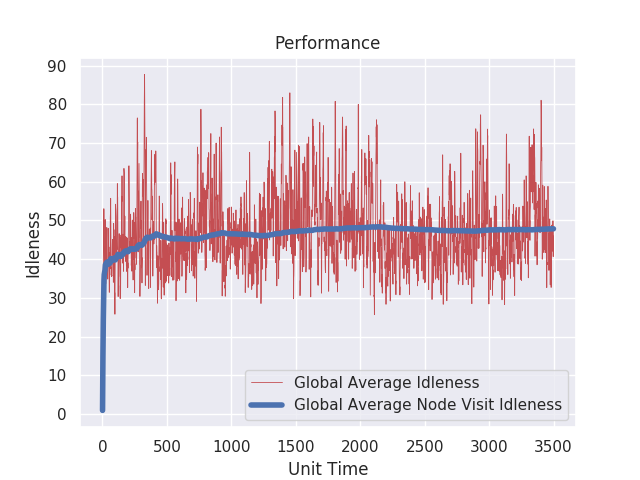 Performance
90
80
70
60
50
40
30
20
10
0
Idleness
Global Average Idleness
Global Average Node Visit Idleness
0 500 1000 1500 2000 2500 3000 3500
Unit Time